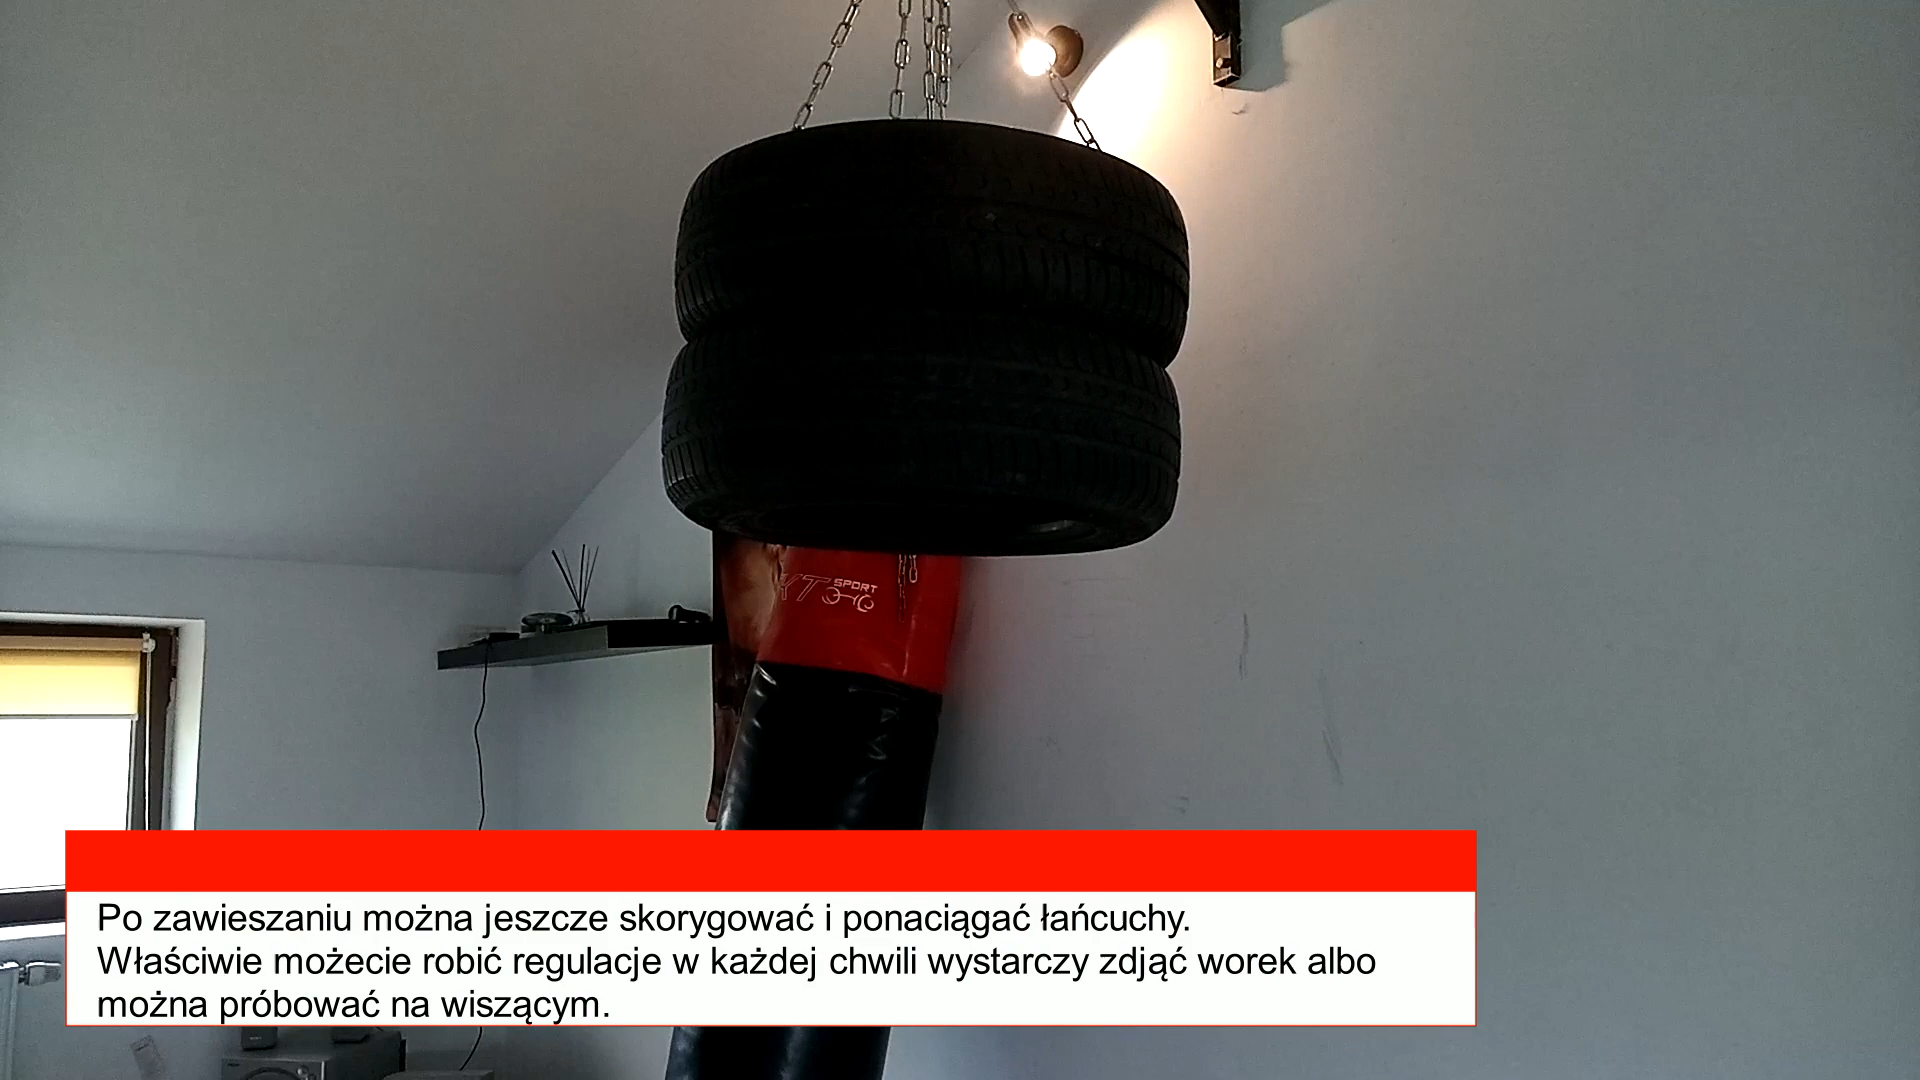 KT SPORT
Po zawieszaniu można jeszcze skorygować i ponaciągać łańcuchy.
Właściwie możecie robić regulacje w każdej chwili wystarczy zdjąć worek albo
można próbować na wiszącym.